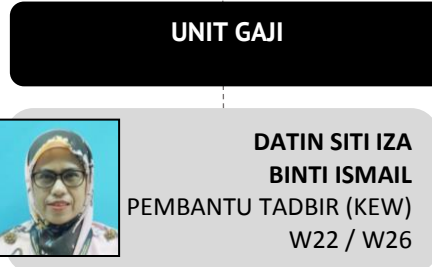 UNIT GAJI
DATIN SITI IZA
BINTI ISMAIL
PEMBANTU TADBIR (KEW)
W22 / W26